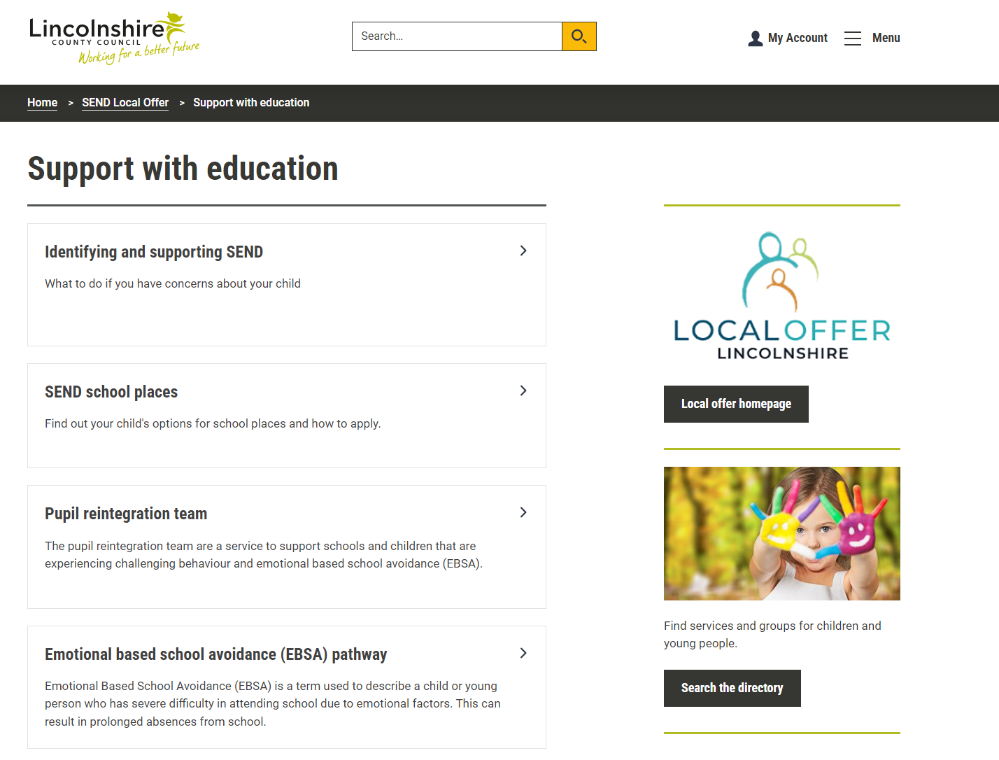 Lincolnshire
COUNTY COUNCIL
Working for a better future
Search...
My Account
Menu
Home > SEND Local Offer > Support with education
Support with education
Identifying and supporting SEND
What to do if you have concerns about your child
SEND school places
Find out your child's options for school places and how to apply.
Pupil reintegration team
The pupil reintegration team are a service to support schools and children that are
experiencing challenging behaviour and emotional based school avoidance (EBSA).
Emotional based school avoidance (EBSA) pathway
Emotional Based School Avoidance (EBSA) is a term used to describe a child or young
person who has severe difficulty in attending school due to emotional factors. This can
result in prolonged absences from school.
LOCALOFFER
LINCOLNSHIRE
Local offer homepage
Find services and groups for children and
young people.
Search the directory